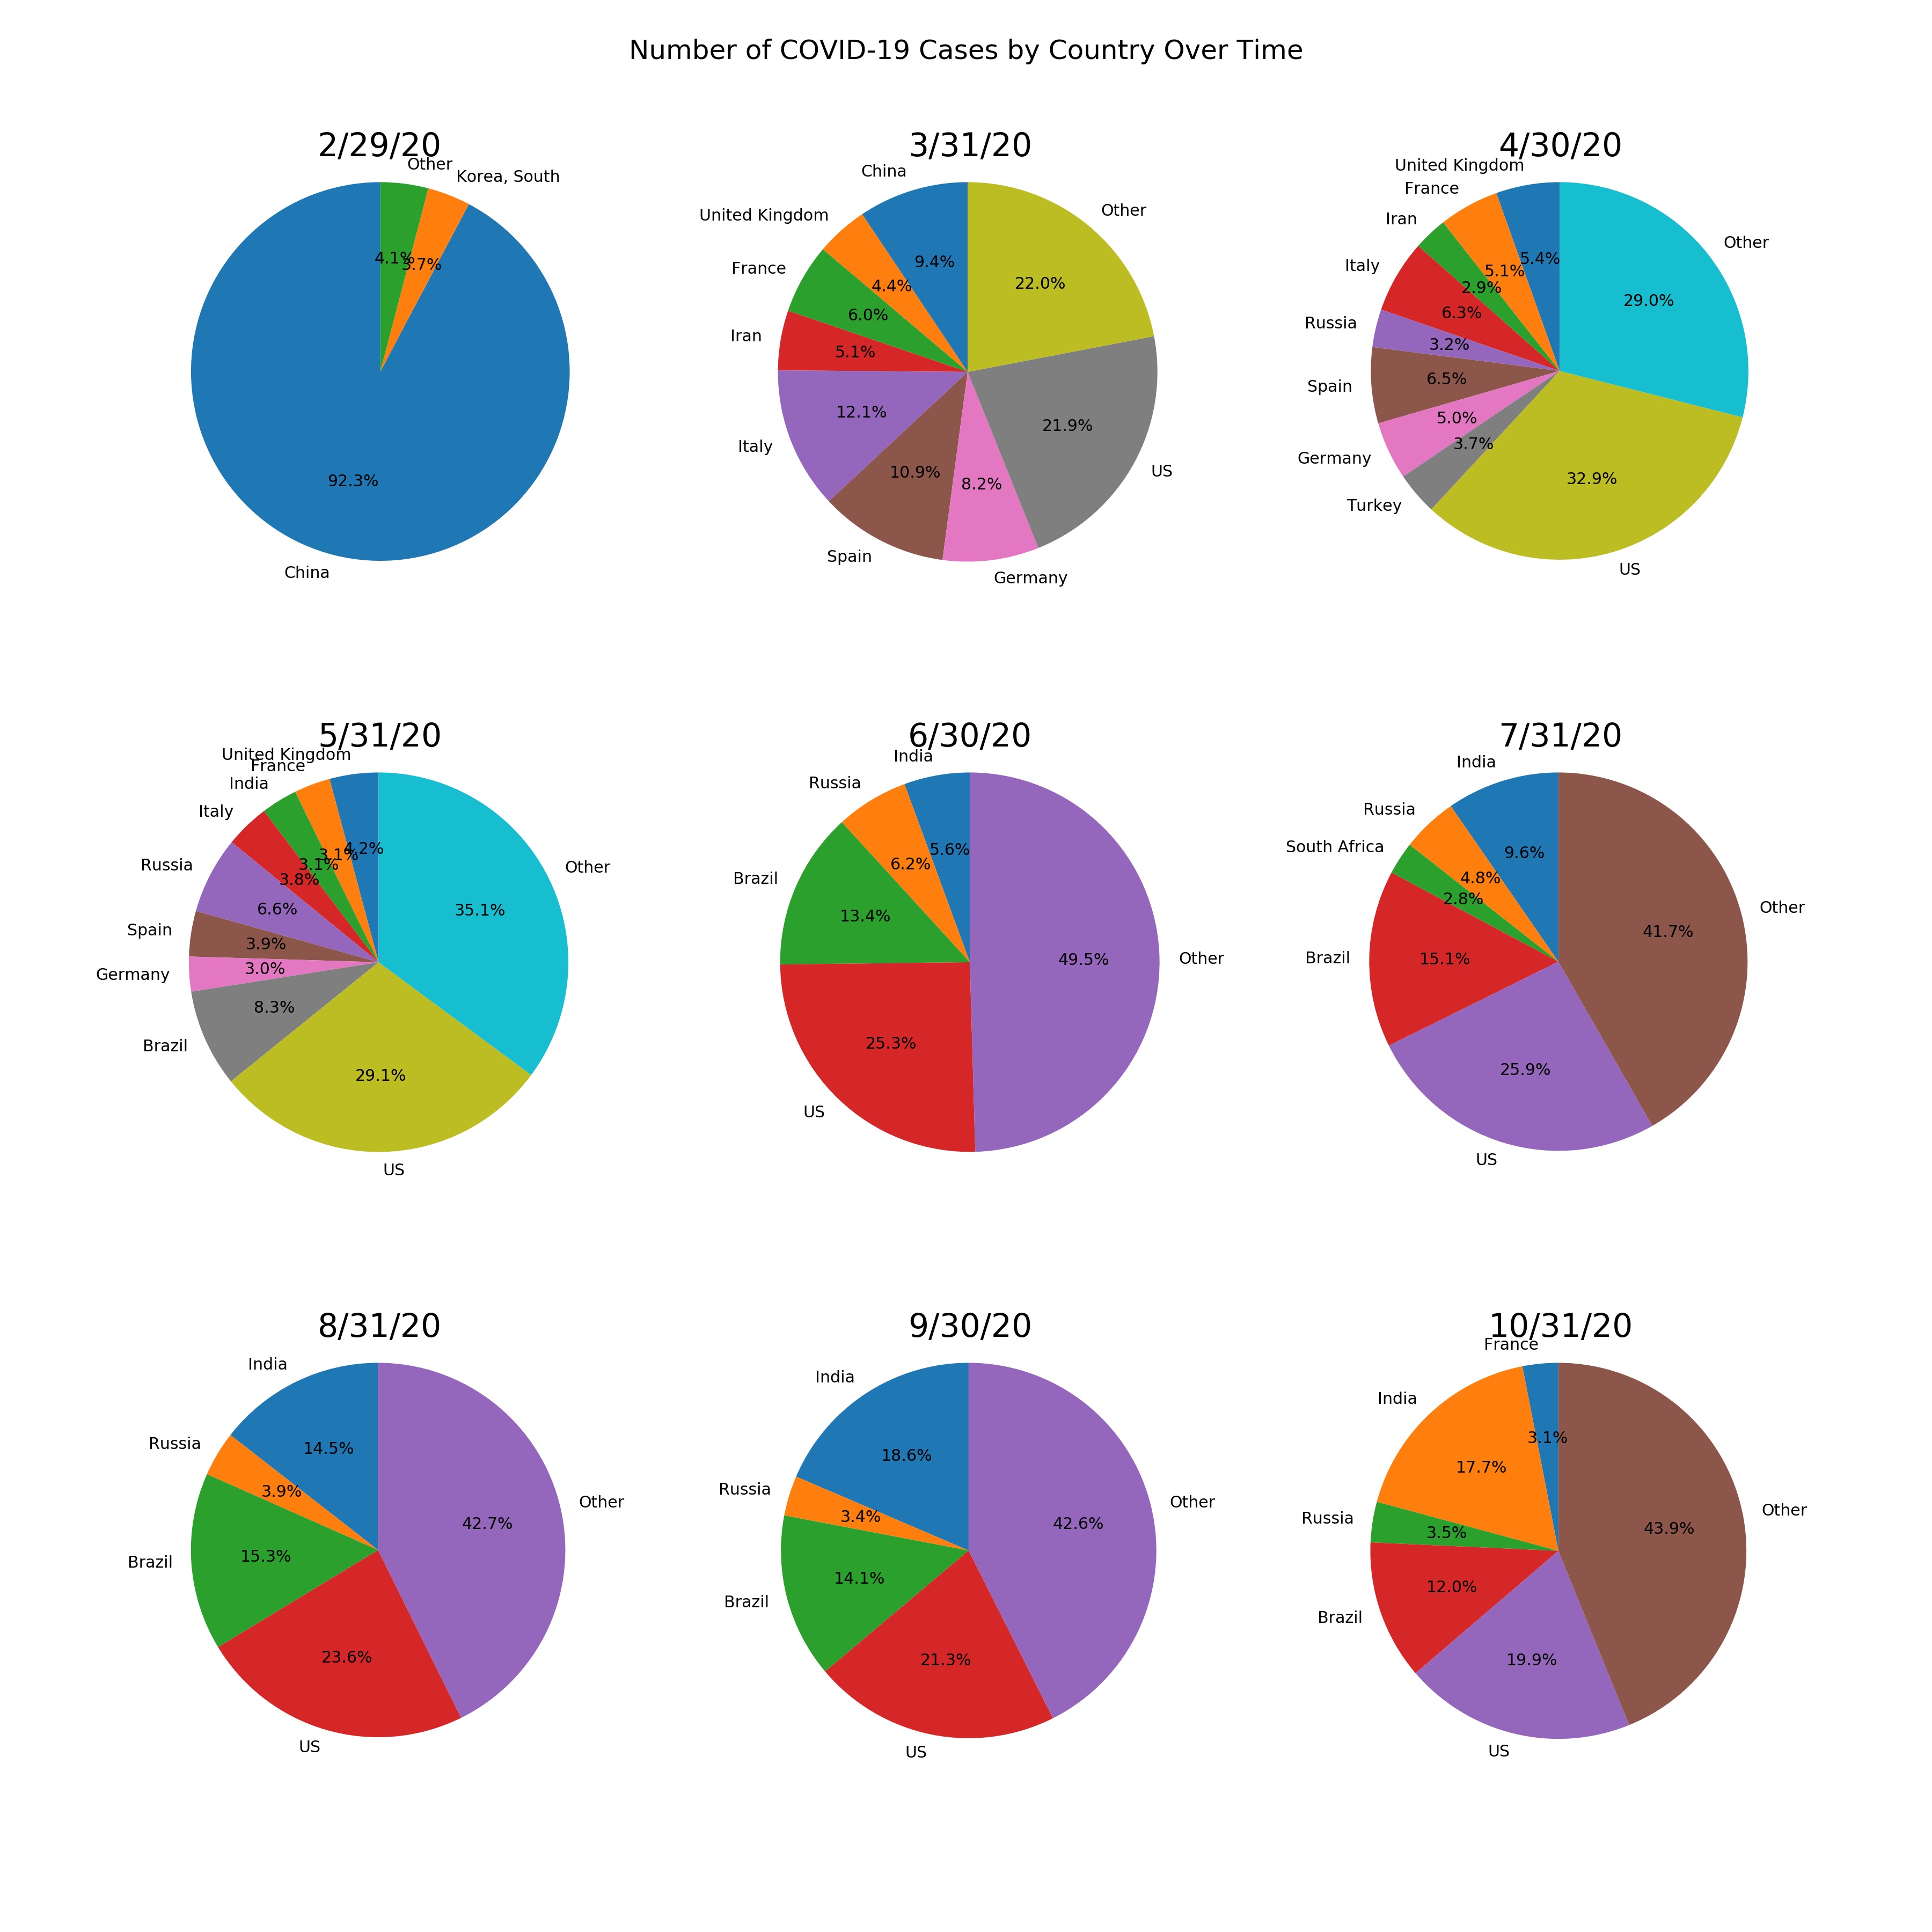 Number of COVID-19 Cases by Country Over Time
2/29/20
Other
Korea, South
4.1%
3.7%
92.3%
China
3/31/20
China
United Kingdom
Other
France
9.4%
4.4%
22.0%
6.0%
Iran
5.1%
12.1%
21.9%
Italy
10.9%
8.2%
US
Spain
Germany
4/30/20
United Kingdom
France
Iran
Other
Italy
5.4%
5.1%
2.9%
29.0%
6.3%
Russia
3.2%
6.5%
Spain
5.0%
3.7%
Germany
32.9%
Turkey
US
5/31/20
United Kingdom
France
India
Italy
4.2%
3.1%
3.1%
3.8%
Russia
Other
6.6%
35.1%
Spain
3.9%
3.0%
Germany
8.3%
Brazil
29.1%
US
6/30/20
India
Russia
5.6%
6.2%
Brazil
13.4%
49.5%
Other
25.3%
US
7/31/20
India
Russia
South Africa
9.6%
4.8%
2.8%
Other
41.7%
Brazil
15.1%
25.9%
US
8/31/20
India
Russia
14.5%
3.9%
Other
42.7%
Brazil
15.3%
23.6%
US
9/30/20
India
18.6%
Russia
3.4%
Other
42.6%
14.1%
Brazil
21.3%
US
10/31/20
France
India
3.1%
17.7%
Russia
3.5%
Other
43.9%
12.0%
Brazil
19.9%
US